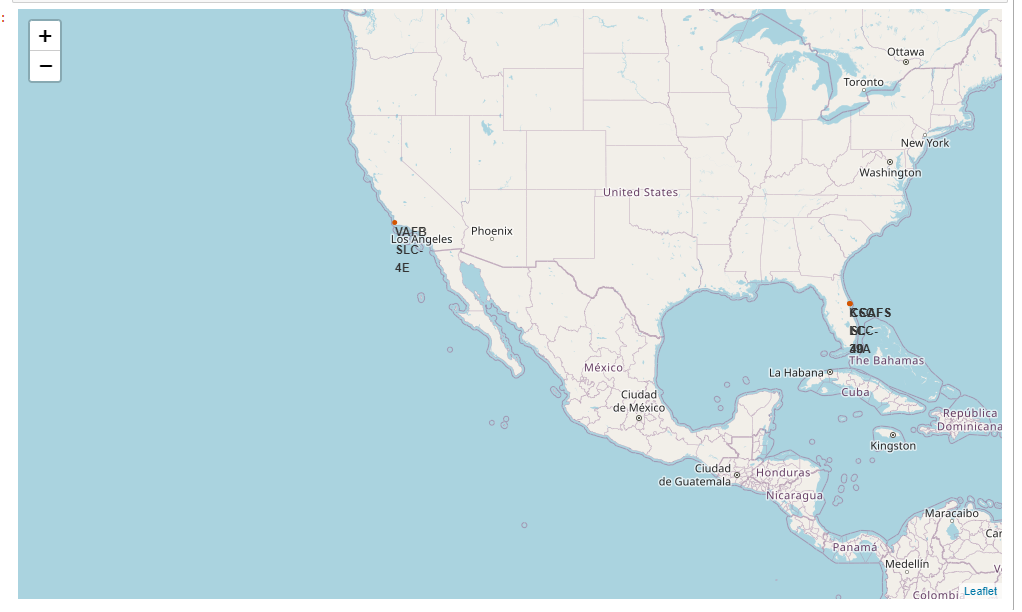 :
+
−
Ottawa
Toronto
New York
Washington
United States
VAFB
Los Angeles
Phoenix
SLC-
4E
The Bahamas
México
La Habana
Cuba
Ciudad
de México
República
Dominicana
Kingston
Ciudad
de Guatemala
Honduras
Nicaragua
Maracaibo
Panamá
Medellín
Leaflet